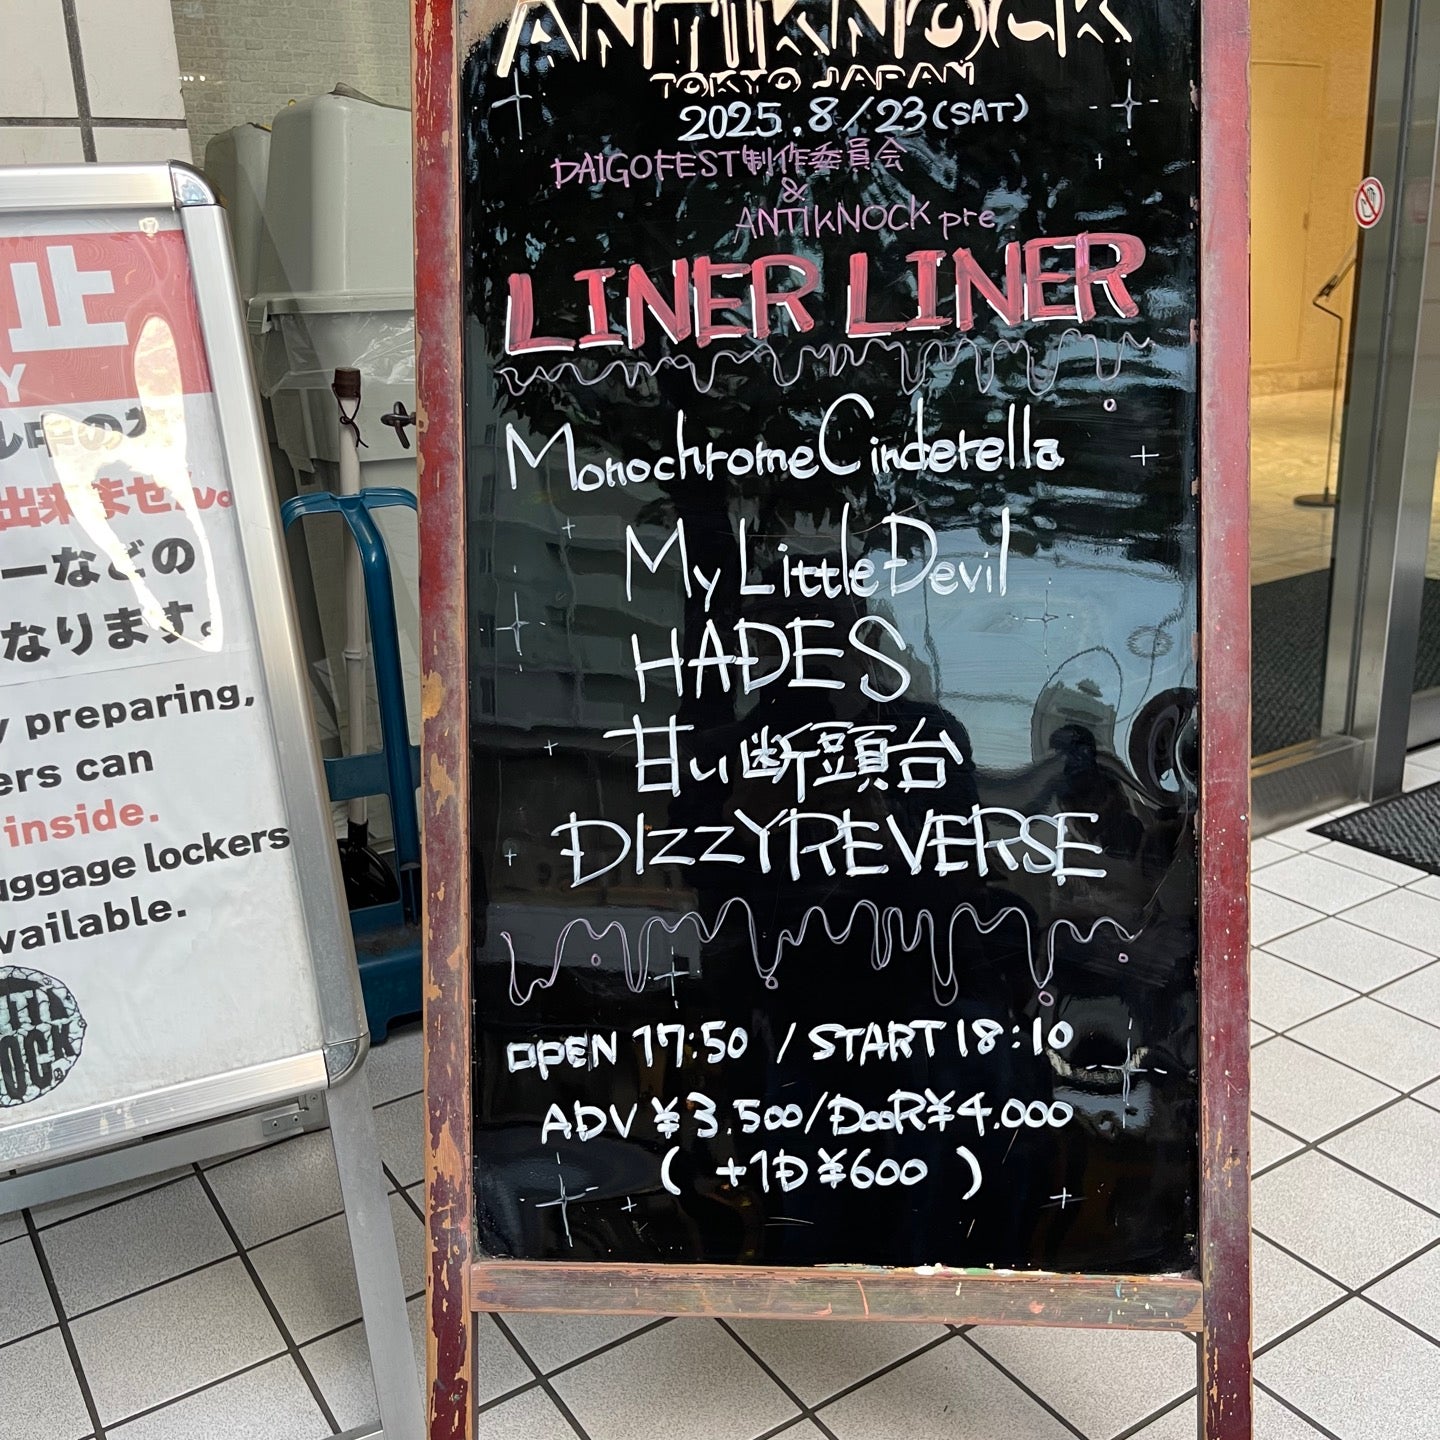 ANTIKNOCK
TOKYO JAPAN
2025.8/23(SAT)
DAIGOFEST制作委員会
&
ANTIKNOCK pre
LINER LINER
MonochromeCinderella
My Little Devil
HADES
甘い断頭台
DIZZYREVERSE
OPEN 17:50 / START 18:10
ADV ¥3.500/DooR¥4.000
( +1D ¥600 )
止
Y
出来ません。
ーなどの
なります。
y preparing,
ers can
inside.
uggage lockers
vailable.